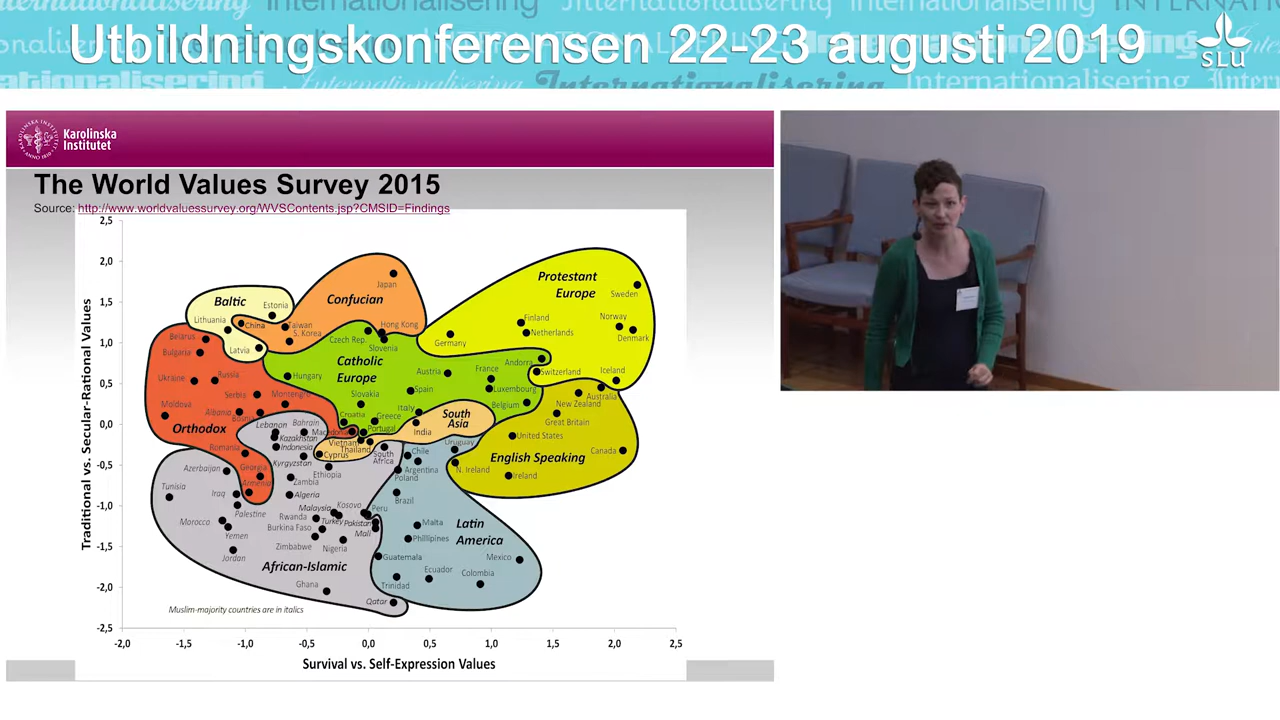 Utbildningskonferensen 22-23 augusti 2019
SLU
Internationalisering
Karolinska
Institutet
The World Values Survey 2015
Source: http://www.worldvaluessurvey.org/WVSContents.jsp?CMSID=Findings
Traditional vs. Secular-Rational Values
2,5
2,0
1,5
1,0
0,5
0,0
-0,5
-1,0
-1,5
-2,0
-2,5
Protestant
Europe
Sweden
Norway
Denmark
Finland
Netherlands
Germany
Iceland
Switzerland
Confucian
Japan
Hong Kong
Taiwan
S. Korea
China
Baltic
Estonia
Lithuania
Latvia
Catholic
Europe
Czech Rep.
Slovenia
Andorra
Austria
France
Luxembourg
Belgium
Spain
Italy
Hungary
Slovakia
Greece
Croatia
Portugal
Orthodox
Belarus
Bulgaria
Ukraine
Russia
Serbia
Montengro
Moldova
Albania
Bosnia
Macedonia
Romania
Georgia
Armenia
South
Asia
India
Vietnam
Thailand
Cyprus
English Speaking
Australia
New Zealand
Great Britain
United States
Canada
N. Ireland
Ireland
Latin
America
Uruguay
Chile
Argentina
Poland
Brazil
Peru
Malta
Phillipines
Guatemala
Mexico
Ecuador
Colombia
Trinidad
African-Islamic
Lebanon
Bahrain
Kazakstan
Indonesia
Kyrgyzstan
South
Africa
Ethiopia
Azerbaijan
Zambia
Tunisia
Iraq
Algeria
Palestine
Malaysia
Kosovo
Rwanda
Turkey
Pakistan
Morocco
Burkina Faso
Mali
Yemen
Zimbabwe
Nigeria
Jordan
Ghana
Qatar
Muslim-majority countries are in italics
-2,0 -1,5 -1,0 -0,5 0,0 0,5 1,0 1,5 2,0 2,5
Survival vs. Self-Expression Values